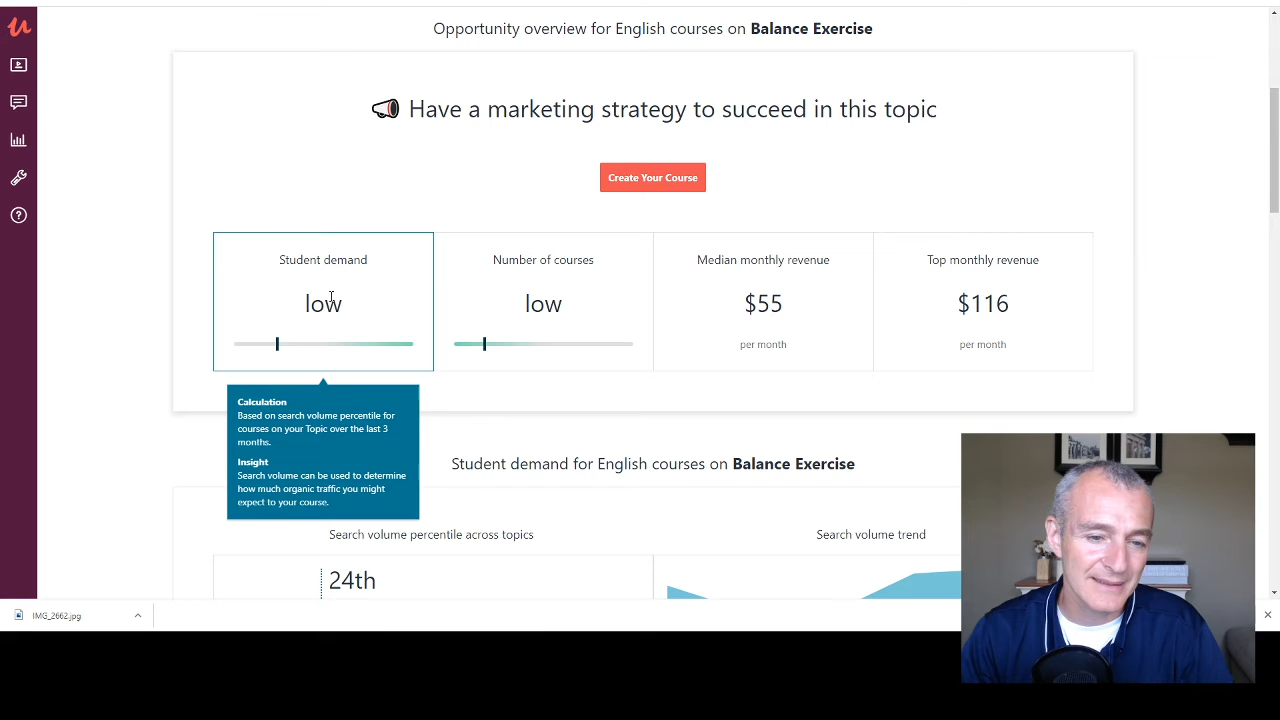 Opportunity overview for English courses on Balance Exercise
Have a marketing strategy to succeed in this topic
Create Your Course
Student demand
low
Number of courses
low
Median monthly revenue
$55
per month
Top monthly revenue
$116
per month
Calculation
Based on search volume percentile for
courses on your Topic over the last 3
months.
Insight
Search volume can be used to determine
how much organic traffic you might
expect to your course.
Student demand for English courses on Balance Exercise
Search volume percentile across topics
24th
Search volume trend
IMG_2662.jpg